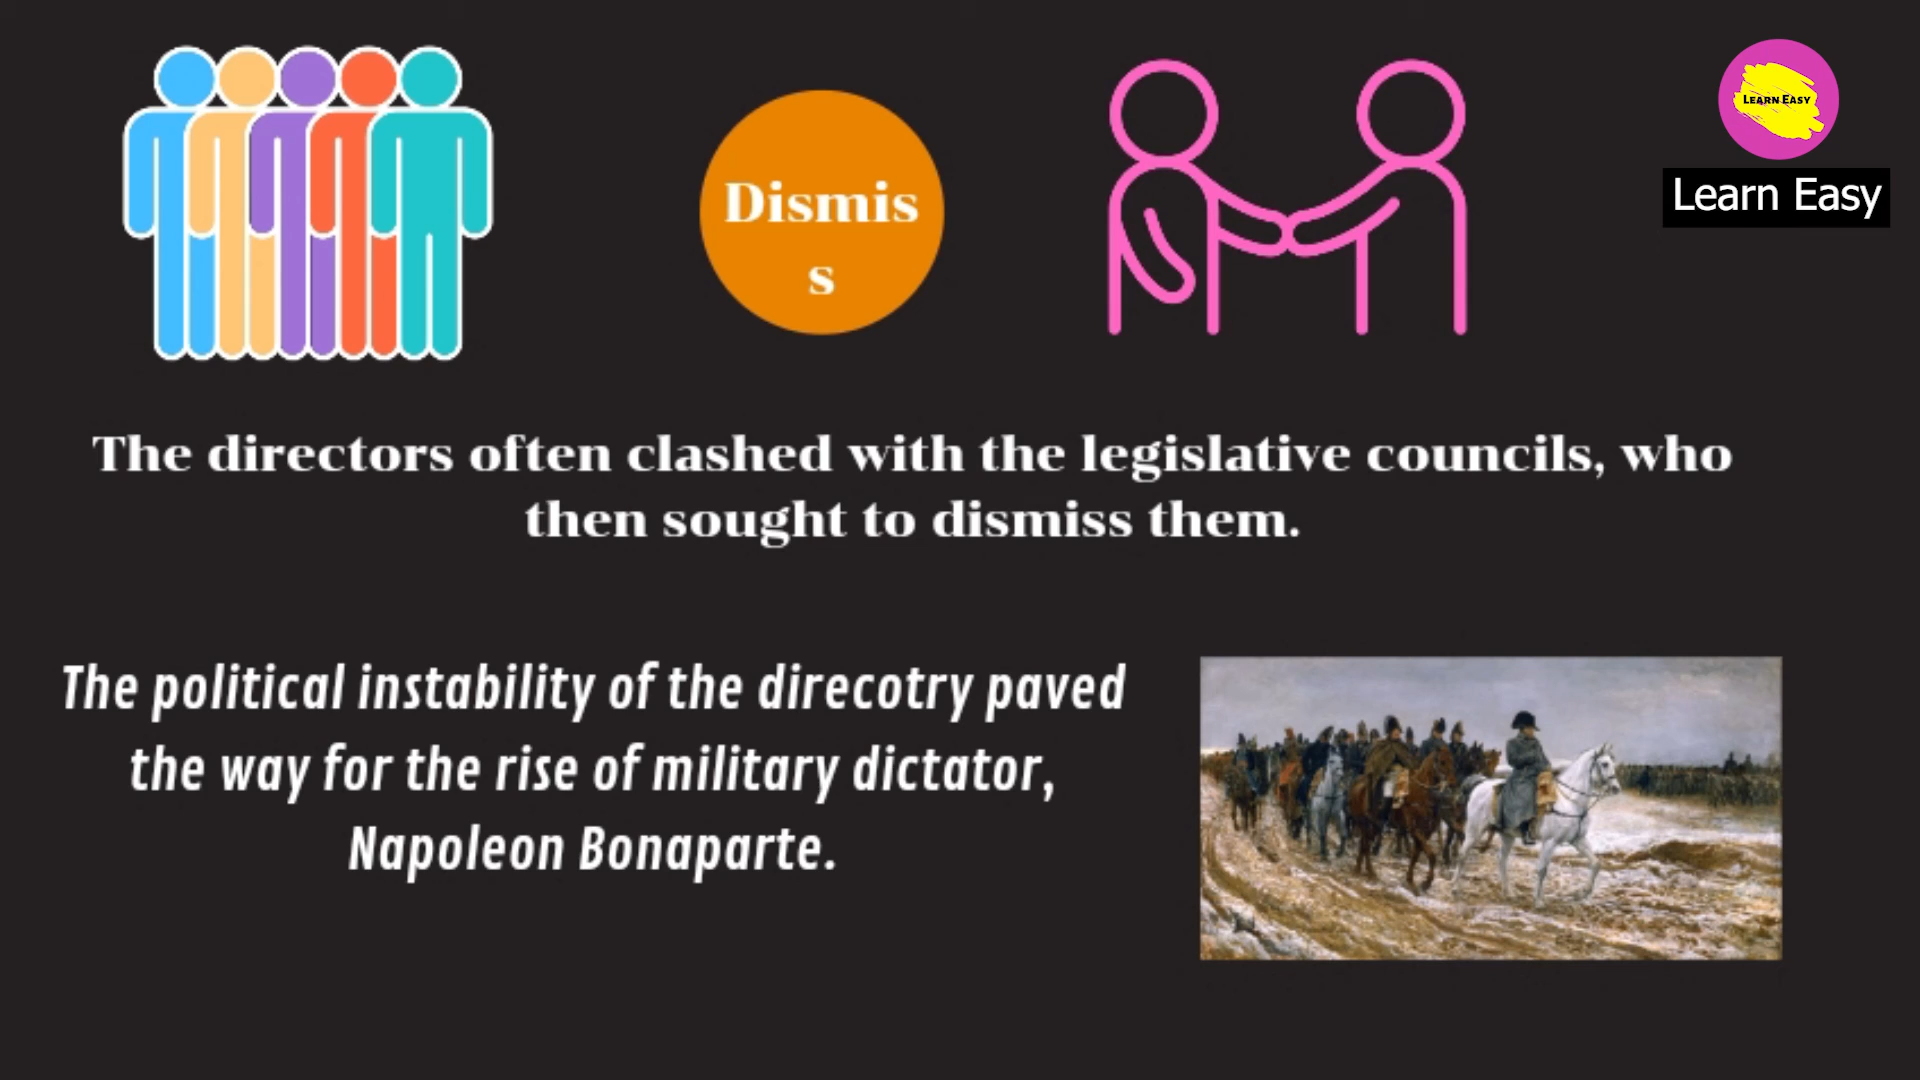 LEARN EASY
Learn Easy
Dismis
s
The directors often clashed with the legislative councils, who
then sought to dismiss them.
The political instability of the direcotry paved
the way for the rise of military dictator,
Napoleon Bonaparte.